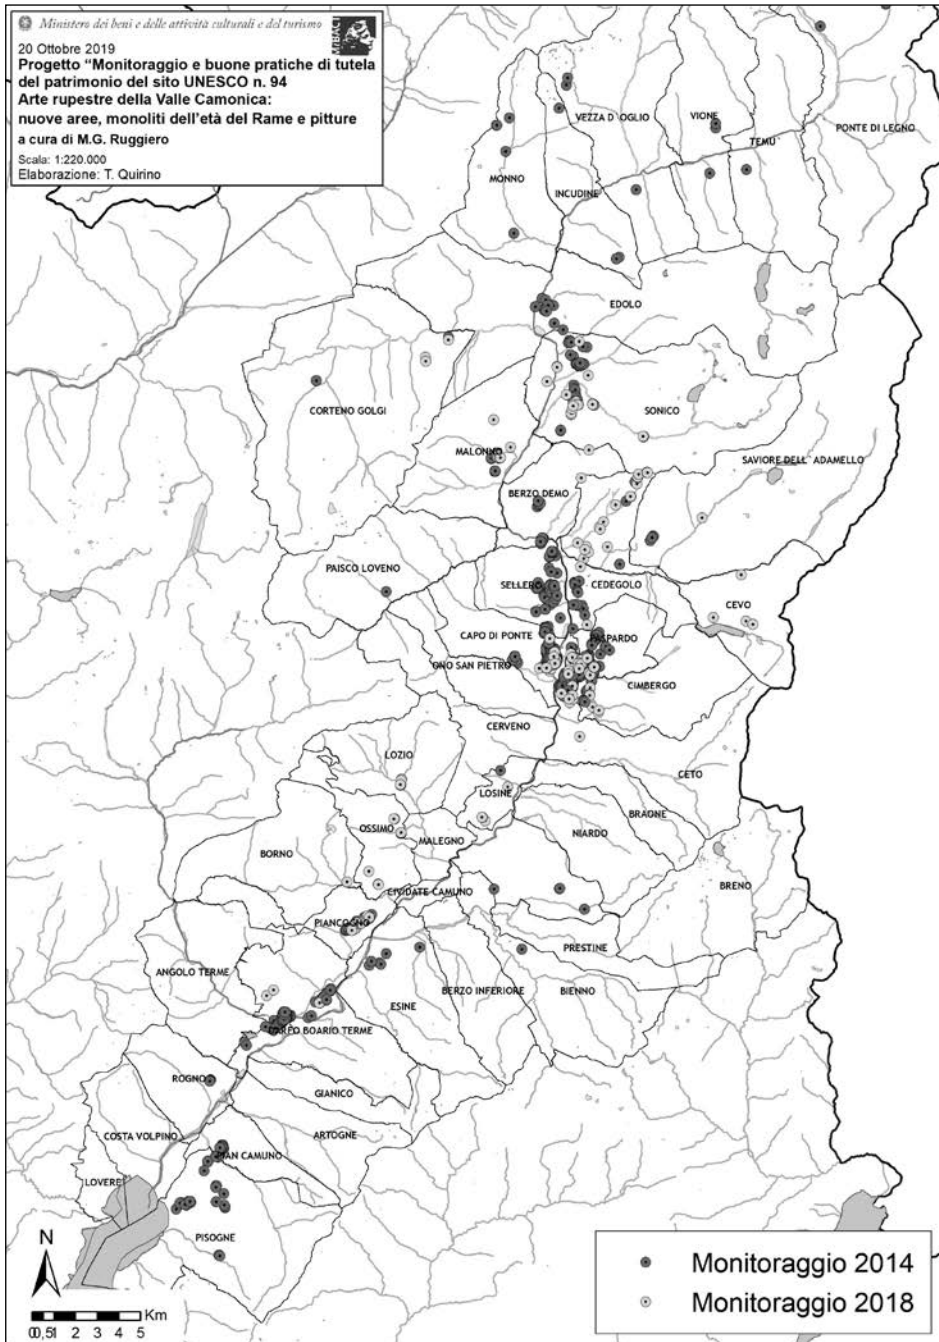 Ministero dei beni e delle attività culturali e del turismo
MiBACT
20 Ottobre 2019
Progetto “Monitoraggio e buone pratiche di tutela
del patrimonio del sito UNESCO n. 94
Arte rupestre della Valle Camonica:
nuove aree, monoliti dell'età del Rame e pitture
a cura di M.G. Ruggiero
Scala: 1:220.000
Elaborazione: T. Quirino
VEZZA D`OGLIO
VIONE
TEMU`
PONTE DI LEGNO
MONNO
INCUDINE
EDOLO
CORTENO GOLGI
SONICO
MALONNO
SAVIORE DELL`ADAMELLO
BERZO DEMO
PAISCO LOVENO
SELLERO
CEDEGOLO
CEVO
CAPO DI PONTE
PASPARDO
ONO SAN PIETRO
CIMBERGO
CERVENO
LOZIO
CETO
LOSINE
BRAONE
OSSIMO
NIARDO
MALEGNO
BORNO
BRENO
CIVIDATE CAMUNO
PIANCOGNO
PRESTINE
ANGOLO TERME
BERZO INFERIORE
BIENNO
ESINE
DARFO BOARIO TERME
ROGNO
GIANICO
COSTA VOLPINO
ARTOGNE
PIAN CAMUNO
LOVERE
PISOGNE
N
Km
0 0,5 1 2 3 4 5
Monitoraggio 2014
Monitoraggio 2018